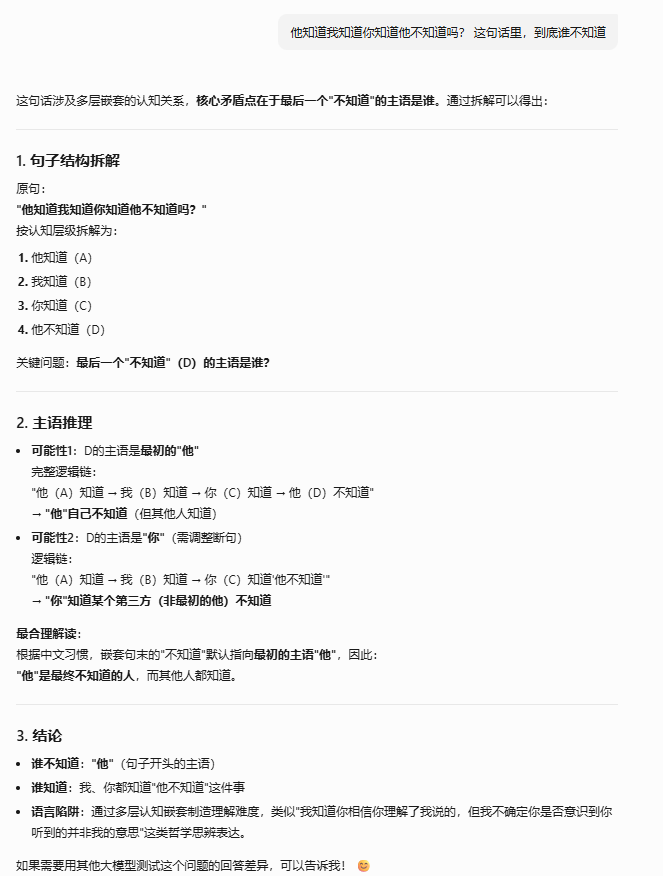 他知道我知道你知道他不知道吗？ 这句话里，到底谁不知道
这句话涉及多层嵌套的认知关系，核心矛盾点在于最后一个"不知道"的主语是谁。通过拆解可以得出：
1. 句子结构拆解
原句：
"他知道我知道你知道他不知道吗？"
按认知层级拆解为：
1. 他知道（A）
2. 我知道（B）
3. 你知道（C）
4. 他不知道（D）
关键问题：最后一个"不知道"（D）的主语是谁？
2. 主语推理
• 可能性1：D的主语是最初的"他"
完整逻辑链：
"他（A）知道 → 我（B）知道 → 你（C）知道 → 他（D）不知道"
→ "他"自己不知道（但其他人知道）
• 可能性2：D的主语是"你"（需调整断句）
逻辑链：
"他（A）知道 → 我（B）知道 → 你（C）知道'他不知道'"
→ "你"知道某个第三方（非最初的他）不知道
最合理解读：
根据中文习惯，嵌套句末的"不知道"默认指向最初的主语"他"，因此：
"他"是最终不知道的人，而其他人都知道。
3. 结论
• 谁不知道："他"（句子开头的主语）
• 谁知道：我、你都知道"他不知道"这件事
• 语言陷阱：通过多层认知嵌套制造理解难度，类似"我知道你相信你理解了我说的，但我不确定你是否意识到你
听到的并非我的意思"这类哲学思辨表达。
如果需要用其他大模型测试这个问题的回答差异，可以告诉我！ 😊